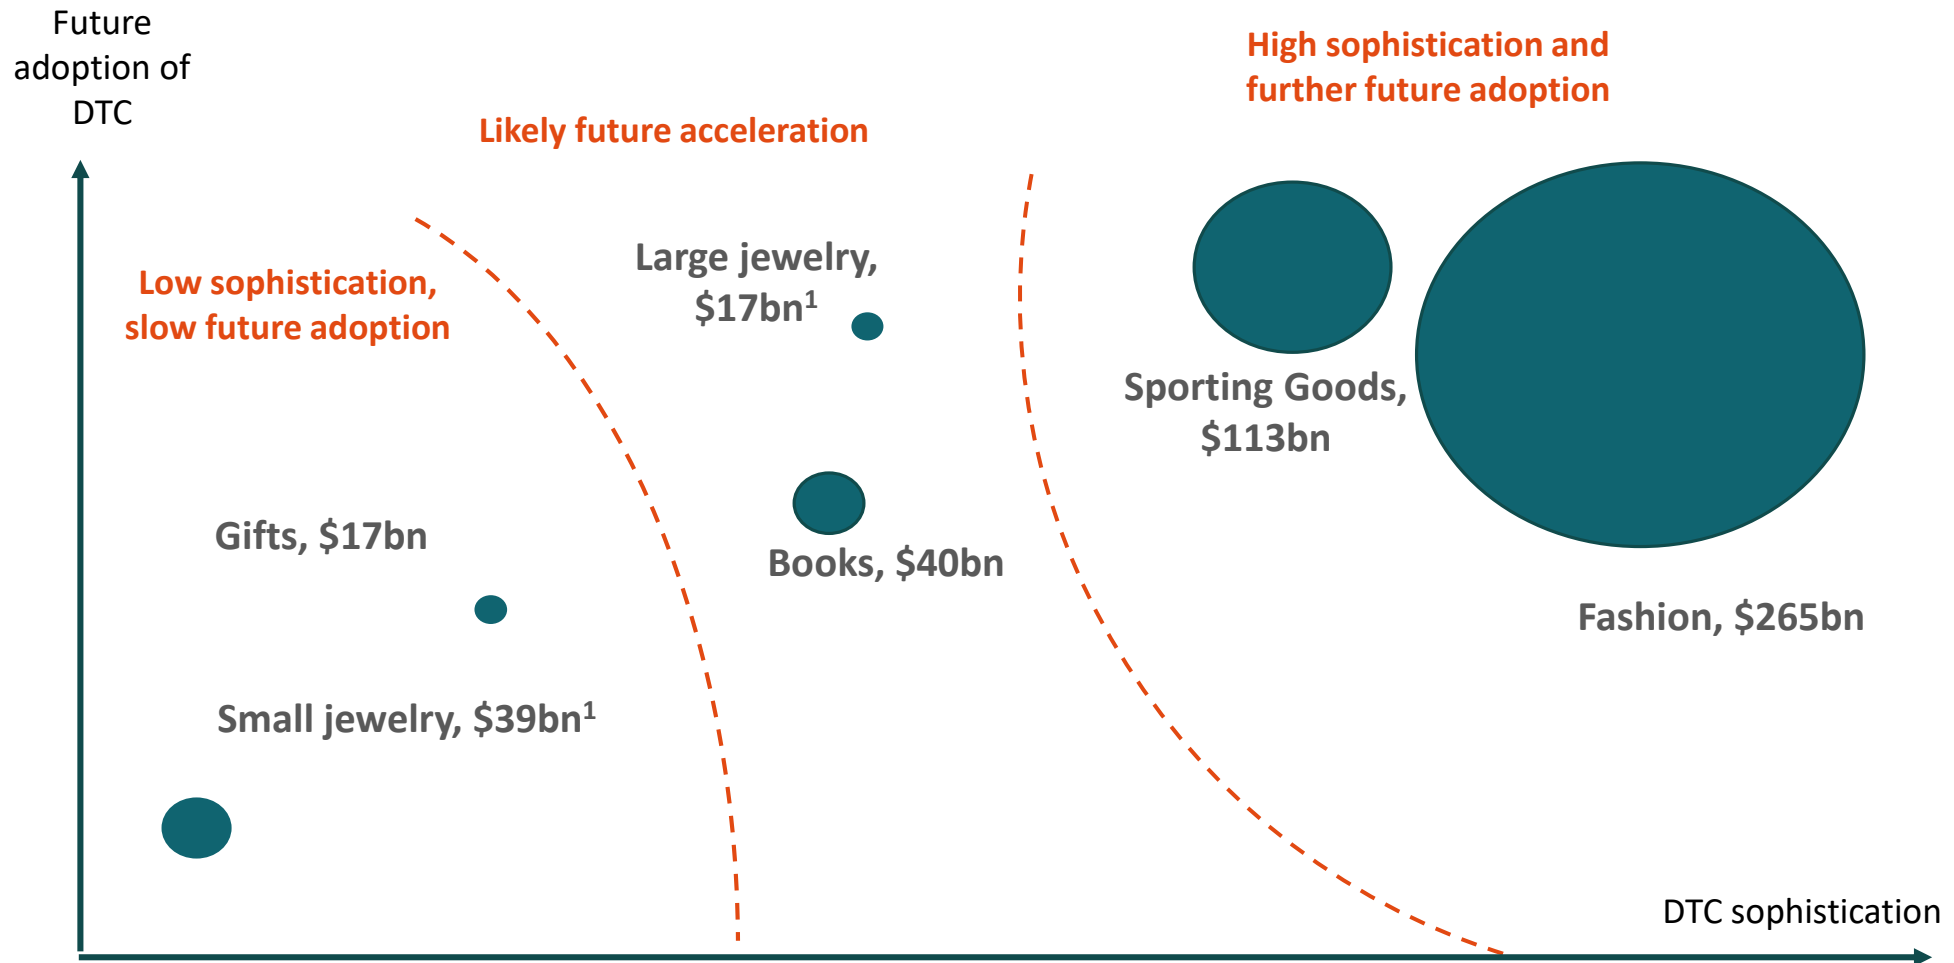 Future
adoption of
DTC
High sophistication and
further future adoption
Likely future acceleration
Low sophistication,
slow future adoption
Large jewelry,
$17bn¹
Sporting Goods,
$113bn
Gifts, $17bn
Books, $40bn
Fashion, $265bn
Small jewelry, $39bn¹
DTC sophistication